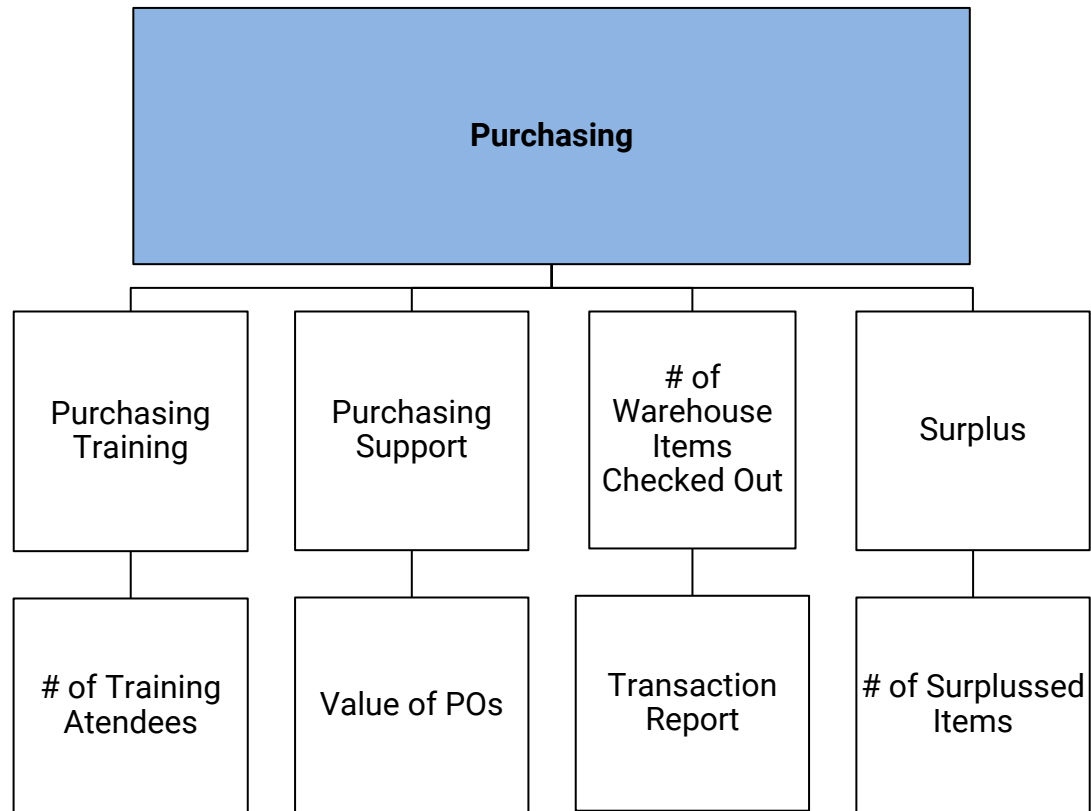 Purchasing
Purchasing
Training
Purchasing
Support
# of
Warehouse
Items
Checked Out
Surplus
# of Training
Atendees
Value of POs
Transaction
Report
# of Surplussed
Items